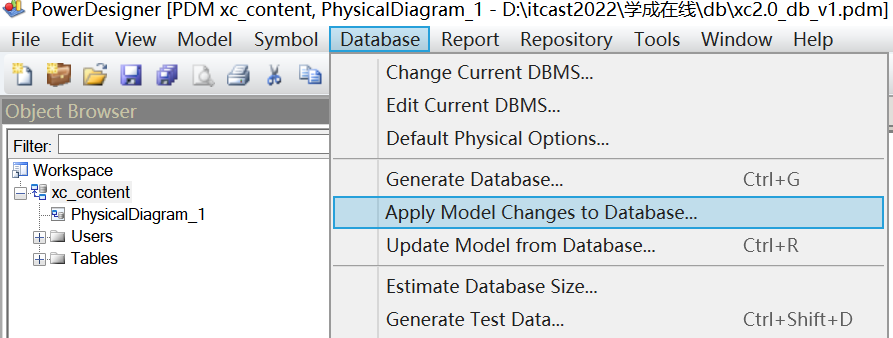 PowerDesigner [PDM xc_content, PhysicalDiagram_1 - D:\itcast2022\学成在线\db\xc2.0_db_v1.pdm]
File Edit View Model Symbol Database Report Repository Tools Window Help
Change Current DBMS...
Edit Current DBMS...
Object Browser
Default Physical Options...
Filter:
Workspace
Generate Database... Ctrl+G
xc_content
PhysicalDiagram_1
Apply Model Changes to Database...
Users
Update Model from Database... Ctrl+R
Tables
Estimate Database Size...
Generate Test Data... Ctrl+Shift+D